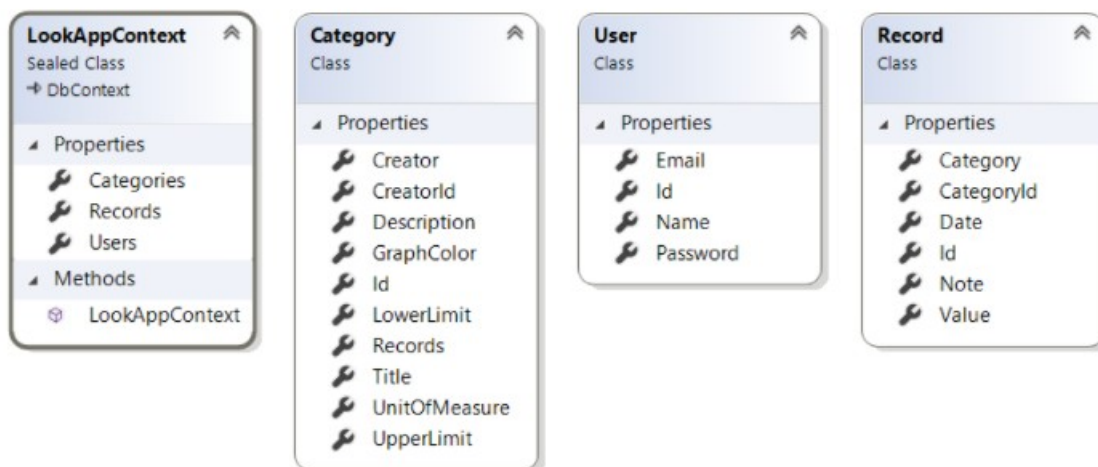 LookAppContext
Sealed Class
DbContext
Properties
Categories
Records
Users
Methods
LookAppContext
Category
Class
Properties
Creator
CreatorId
Description
GraphColor
Id
LowerLimit
Records
Title
UnitOfMeasure
UpperLimit
User
Class
Properties
Email
Id
Name
Password
Record
Class
Properties
Category
CategoryId
Date
Id
Note
Value